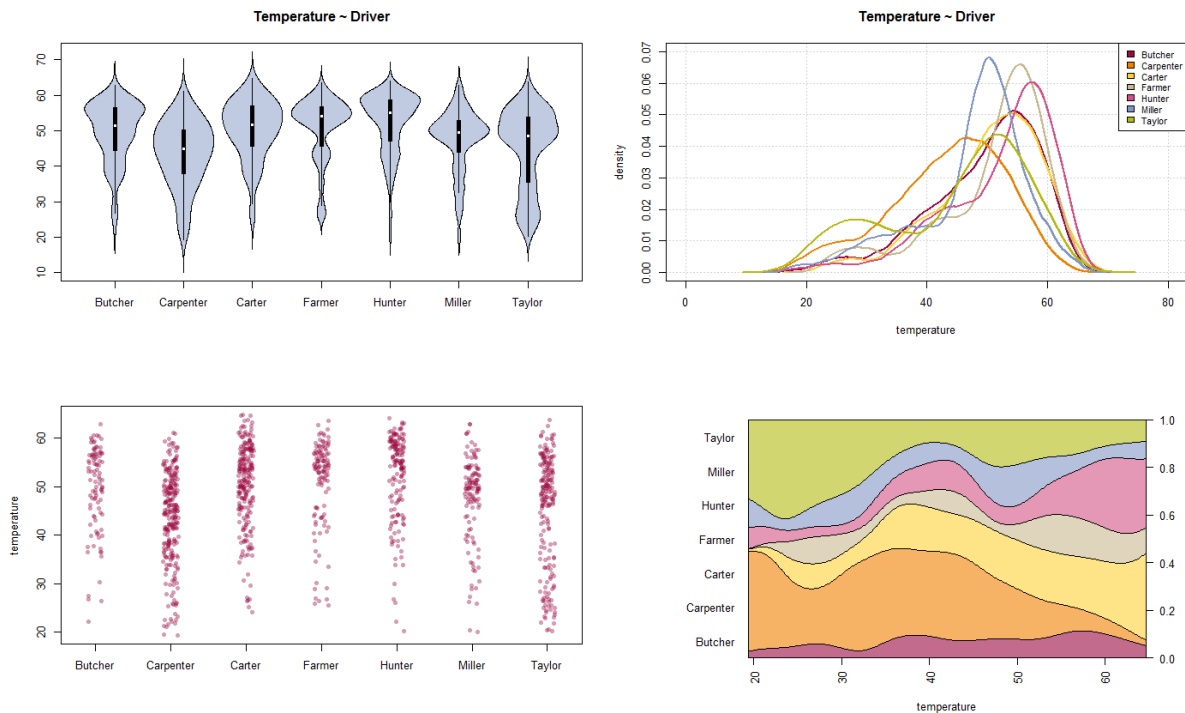 Temperature ~ Driver
70
60
50
40
30
20
10
Butcher Carpenter Carter Farmer Hunter Miller Taylor
Temperature ~ Driver
density
0.07
0.06
0.05
0.04
0.03
0.02
0.01
0.00
Butcher
Carpenter
Carter
Farmer
Hunter
Miller
Taylor
0 20 40 60 80
temperature
temperature
60
50
40
30
20
Butcher Carpenter Carter Farmer Hunter Miller Taylor
Taylor
Miller
Hunter
Farmer
Carter
Carpenter
Butcher
1.0
0.8
0.6
0.4
0.2
0.0
20 30 40 50 60
temperature